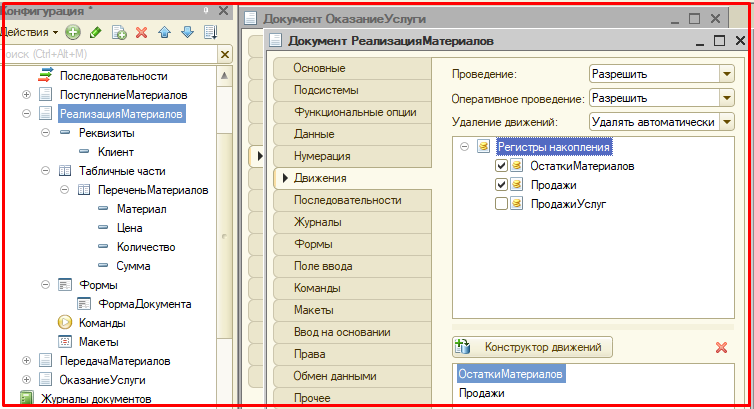 Конфигурация *
Действия
Поиск (Ctrl+Alt+M)
Последовательности
ПоступлениеМатериалов
РеализацияМатериалов
Реквизиты
Клиент
Табличные части
ПереченьМатериалов
Материал
Цена
Количество
Сумма
Формы
ФормаДокумента
Команды
Макеты
ПередачаМатериалов
ОказаниеУслуги
Журналы документов
Документ ОказаниеУслуги
Документ РеализацияМатериалов
Основные
Подсистемы
Функциональные опции
Данные
Нумерация
Движения
Последовательности
Журналы
Формы
Поле ввода
Команды
Макеты
Ввод на основании
Права
Обмен данными
Прочее
Проведение: Разрешить
Оперативное проведение: Разрешить
Удаление движений: Удалять автоматически
Регистры накопления
ОстаткиМатериалов
Продажи
ПродажиУслуг
Конструктор движений
ОстаткиМатериалов
Продажи